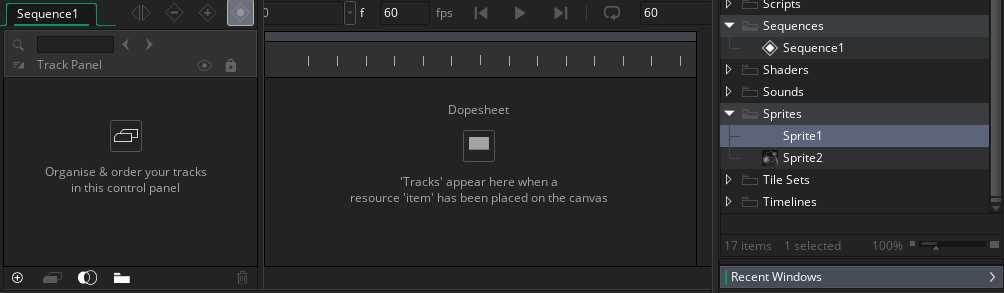 Sequence1
0
f
60
fps
60
Track Panel
Organise & order your tracks
in this control panel
Dopesheet
'Tracks' appear here when a
resource 'item' has been placed on the canvas
Scripts
Sequences
Sequence1
Shaders
Sounds
Sprites
Sprite1
Sprite2
Tile Sets
Timelines
17 items 1 selected 100%
Recent Windows